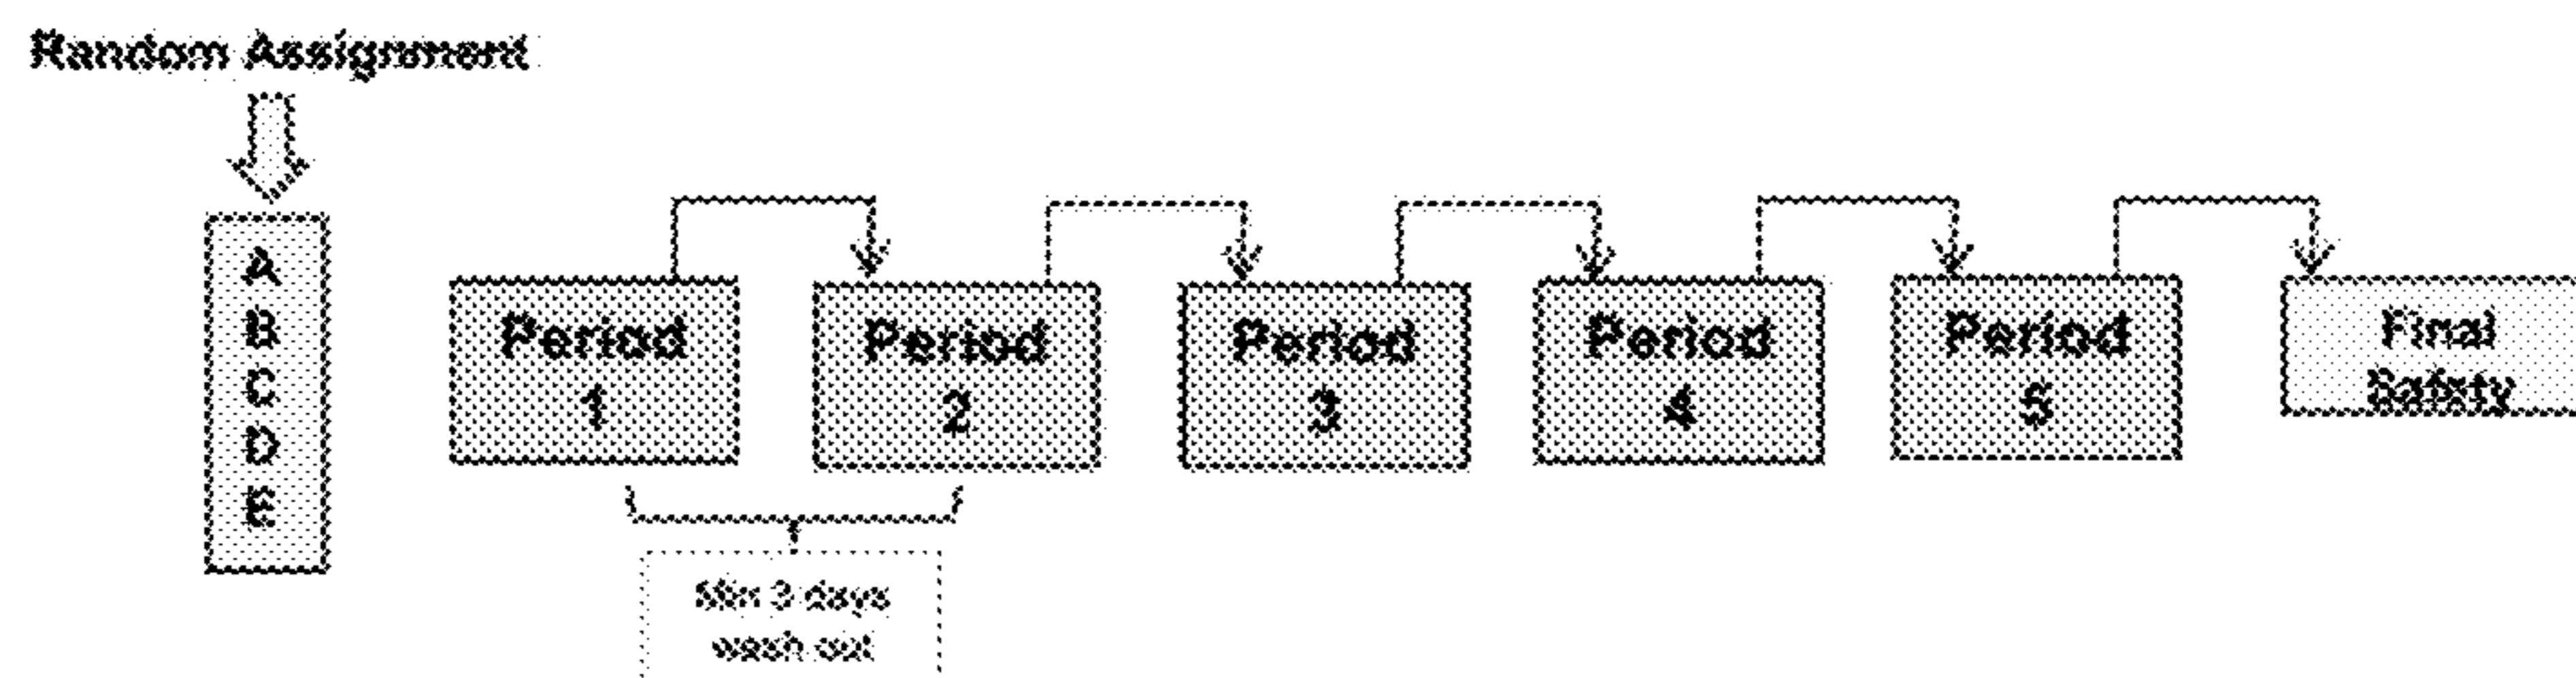 Random Assignment
A
B
C
D
E
Period
1
Period
2
Period
3
Period
4
Period
5
Final
Safety
Min 3 days
wash out